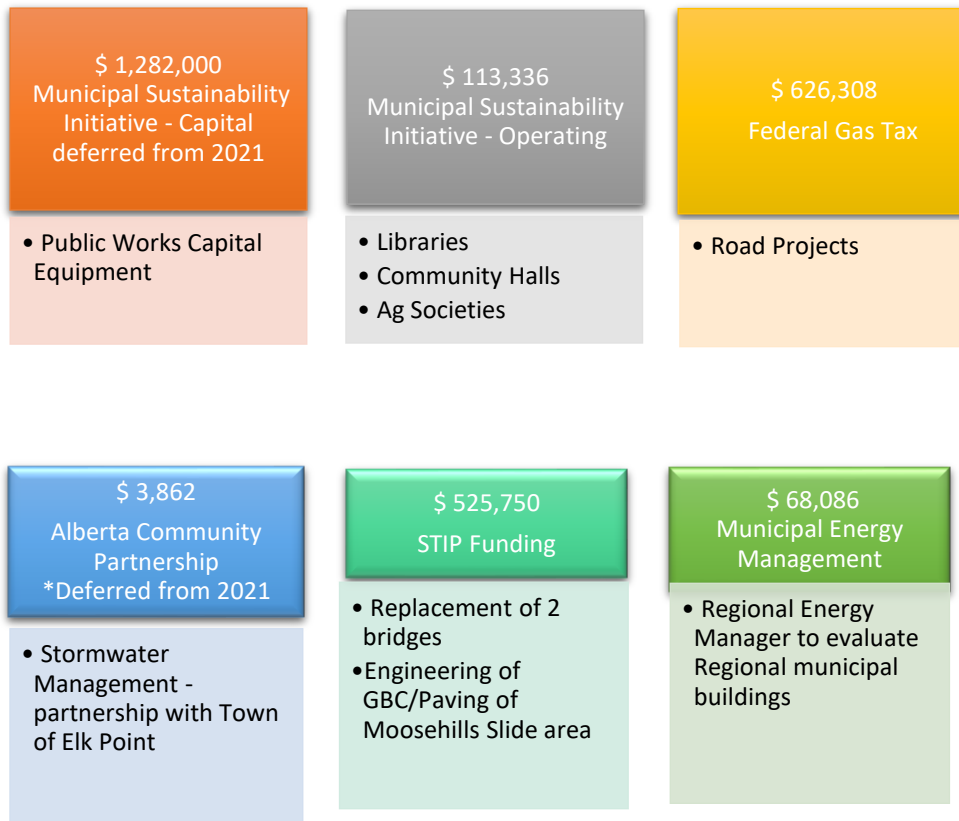 $ 1,282,000
Municipal Sustainability
Initiative - Capital
deferred from 2021
• Public Works Capital
Equipment
$ 113,336
Municipal Sustainability
Initiative - Operating
• Libraries
• Community Halls
• Ag Societies
$ 626,308
Federal Gas Tax
• Road Projects
$ 3,862
Alberta Community
Partnership
*Deferred from 2021
• Stormwater
Management -
partnership with Town
of Elk Point
$ 525,750
STIP Funding
• Replacement of 2
bridges
•Engineering of
GBC/Paving of
Moosehills Slide area
$ 68,086
Municipal Energy
Management
• Regional Energy
Manager to evaluate
Regional municipal
buildings